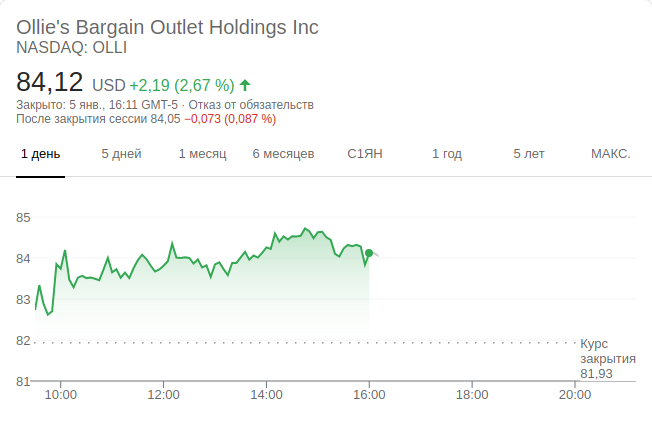 Ollie's Bargain Outlet Holdings Inc
NASDAQ: OLLI
84,12 USD +2,19 (2,67 %)
Закрыто: 5 янв., 16:11 GMT-5 · Отказ от обязательств
После закрытия сессии 84,05 −0,073 (0,087 %)
1 день 5 дней 1 месяц 6 месяцев С1ЯН 1 год 5 лет МАКС.
85
84
83
82
Курс
закрытия
81,93
81
10:00 12:00 14:00 16:00 18:00 20:00